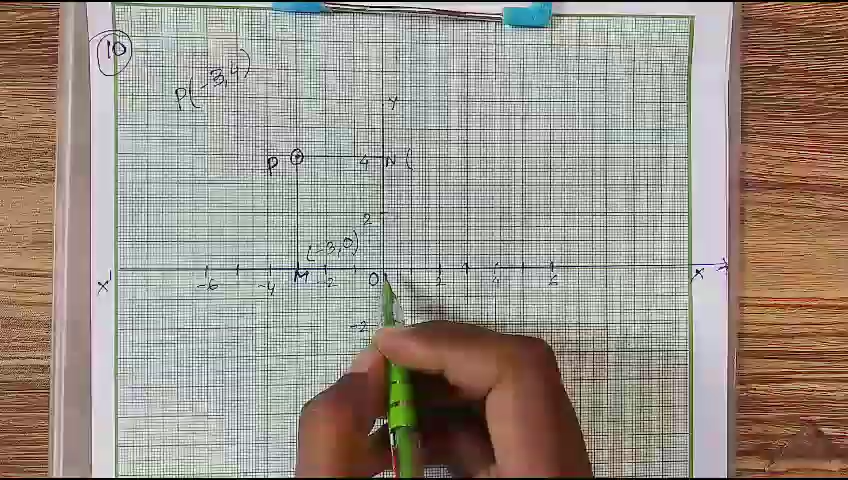 10
P(-3,4)
Y
P 4 N (
2
(-3,0)
X' -6 -4 M -2 O 2 4 6 X
-2